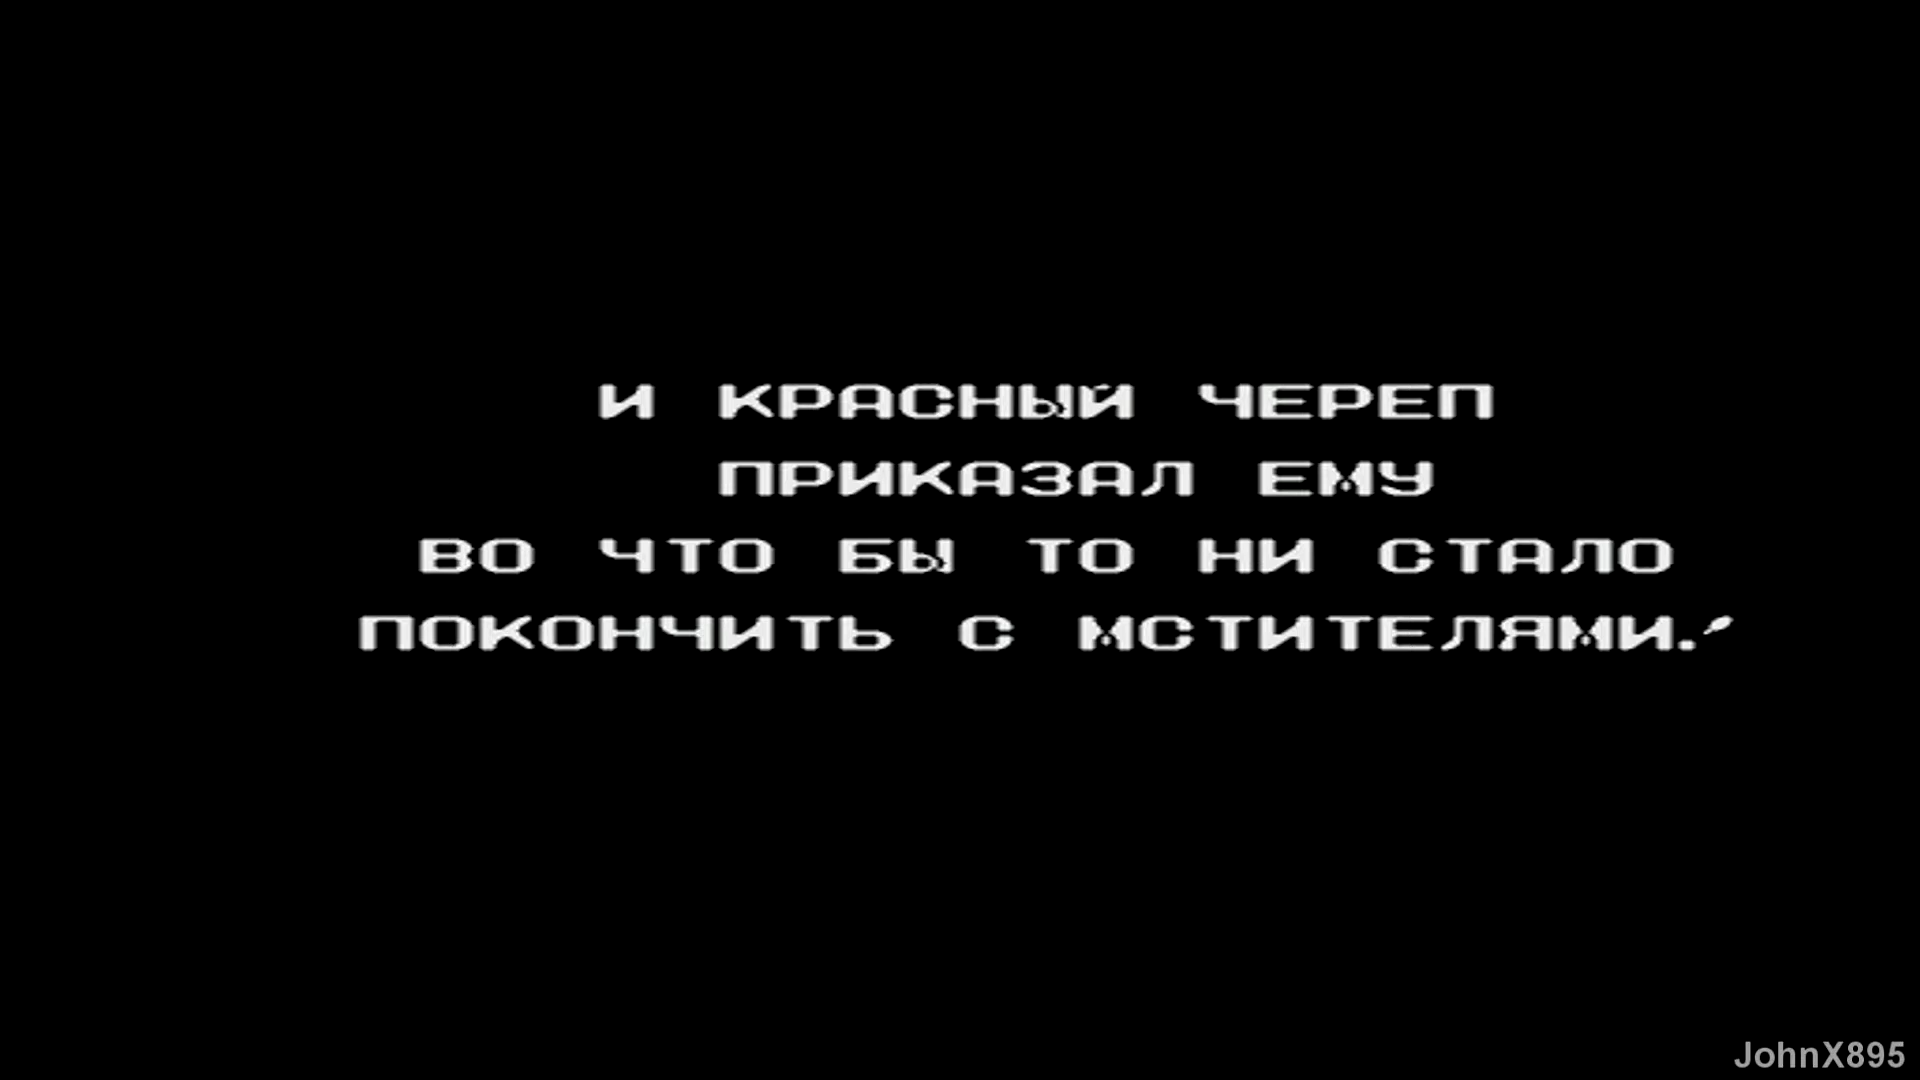 И КРАСНЫЙ ЧЕРЕП
ПРИКАЗАЛ ЕМУ
ВО ЧТО БЫ ТО НИ СТАЛО
ПОКОНЧИТЬ С МСТИТЕЛЯМИ.'
JohnX895